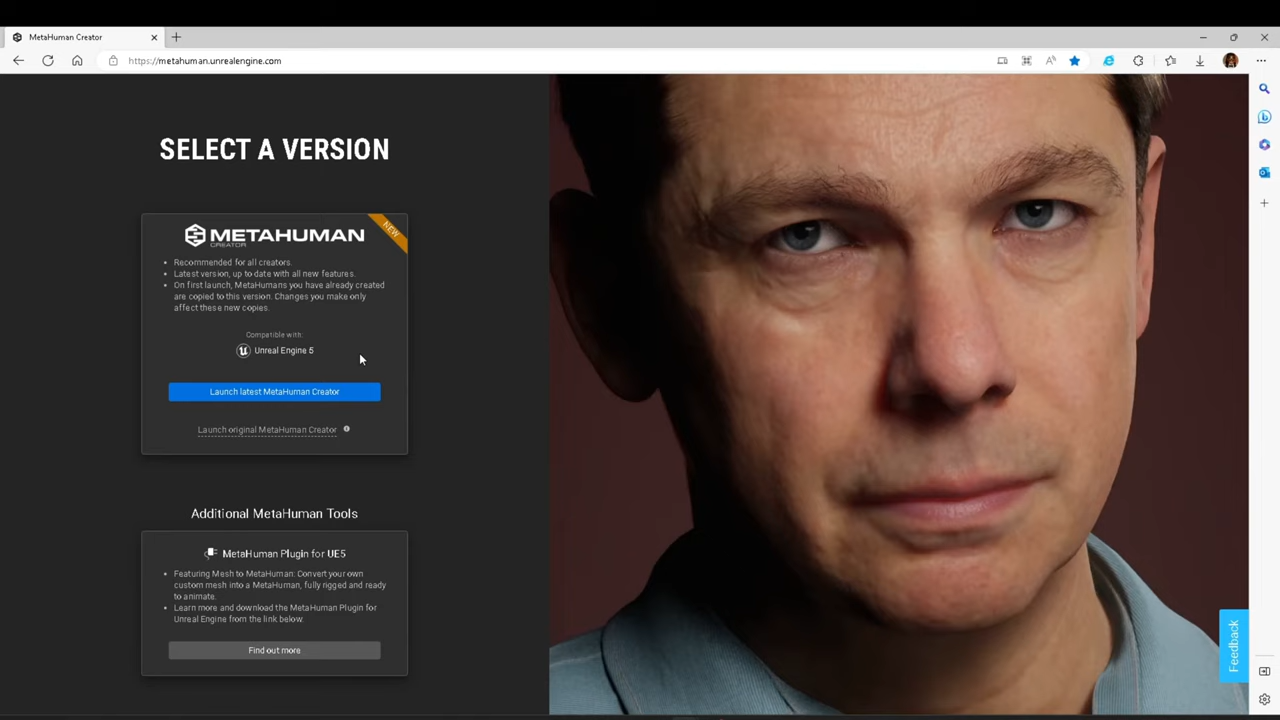 MetaHuman Creator
https://metahuman.unrealengine.com
SELECT A VERSION
METAHUMAN
CREATOR
NEW
Recommended for all creators.
Latest version, up to date with all new features.
On first launch, MetaHumans you have already created
are copied to this version. Changes you make only
affect these new copies.
Compatible with:
Unreal Engine 5
Launch latest MetaHuman Creator
Launch original MetaHuman Creator
Additional MetaHuman Tools
MetaHuman Plugin for UE5
Featuring Mesh to MetaHuman: Convert your own
custom mesh into a MetaHuman, fully rigged and ready
to animate.
Learn more and download the MetaHuman Plugin for
Unreal Engine from the link below.
Find out more
Feedback